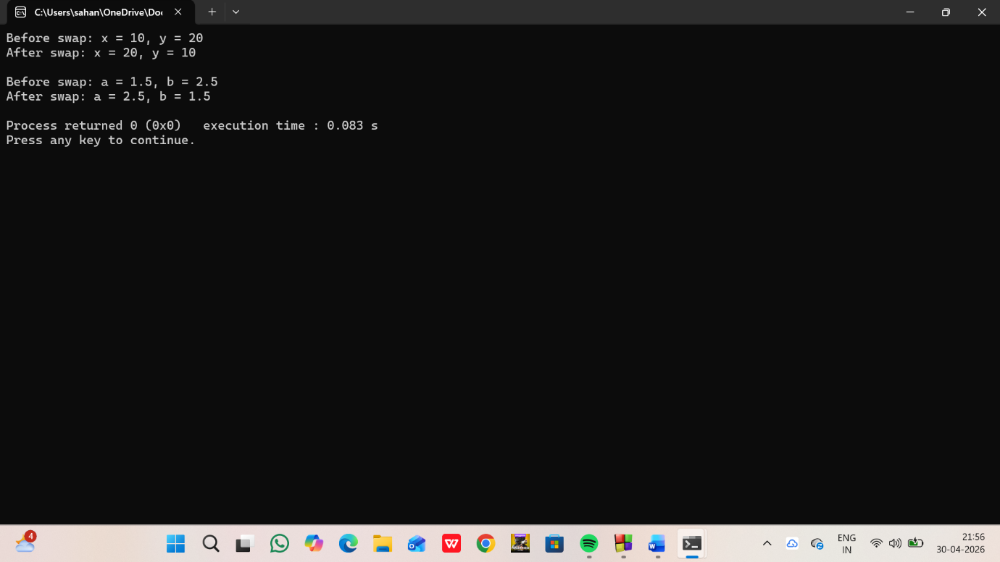 C:\Users\sahan\OneDrive\Doc
Before swap: x = 10, y = 20
After swap: x = 20, y = 10
Before swap: a = 1.5, b = 2.5
After swap: a = 2.5, b = 1.5
Process returned 0 (0x0)   execution time : 0.083 s
Press any key to continue.
4
ENG
IN
21:56
30-04-2026